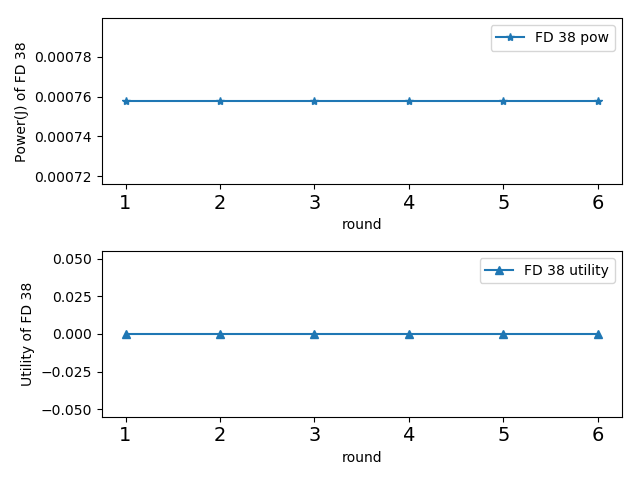 FD 38 pow
Power(J) of FD 38
0.00078
0.00076
0.00074
0.00072
1 2 3 4 5 6
round
FD 38 utility
Utility of FD 38
0.050
0.025
0.000
−0.025
−0.050
1 2 3 4 5 6
round